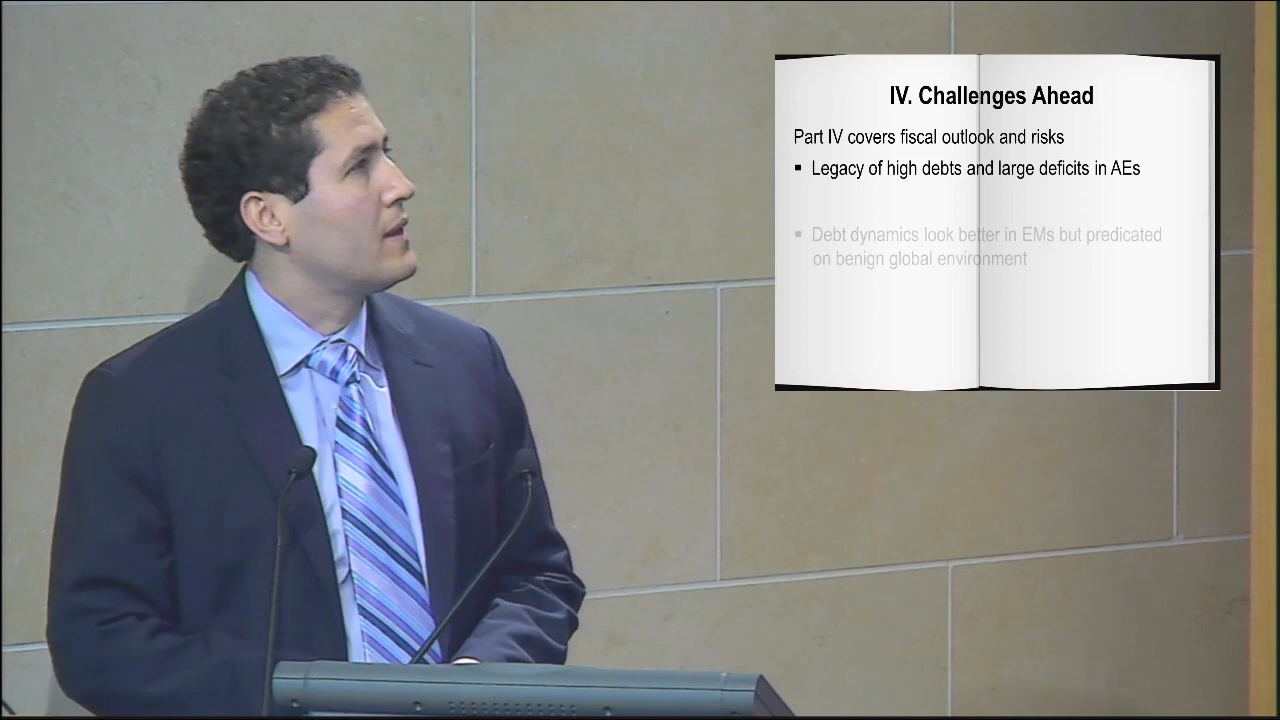 IV. Challenges Ahead
Part IV covers fiscal outlook and risks
▪ Legacy of high debts and large deficits in AEs
▪ Debt dynamics look better in EMs but predicated
on benign global environment